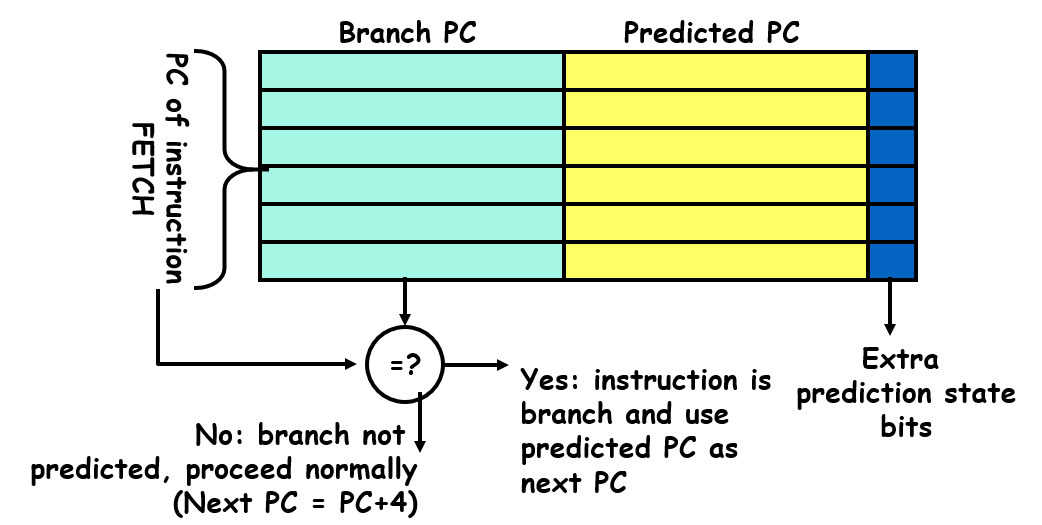 Branch PC
Predicted PC
PC of instruction
FETCH
=?
Extra
prediction state
bits
Yes: instruction is
branch and use
predicted PC as
next PC
No: branch not
predicted, proceed normally
(Next PC = PC+4)